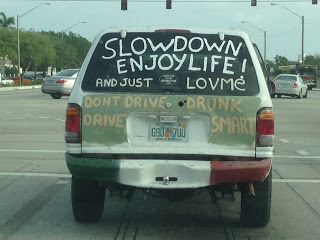 SLOWDOWN
ENJOYLIFE!
AND JUST LOVME
DONT DRIVE DRUNK
DRIVE SMART